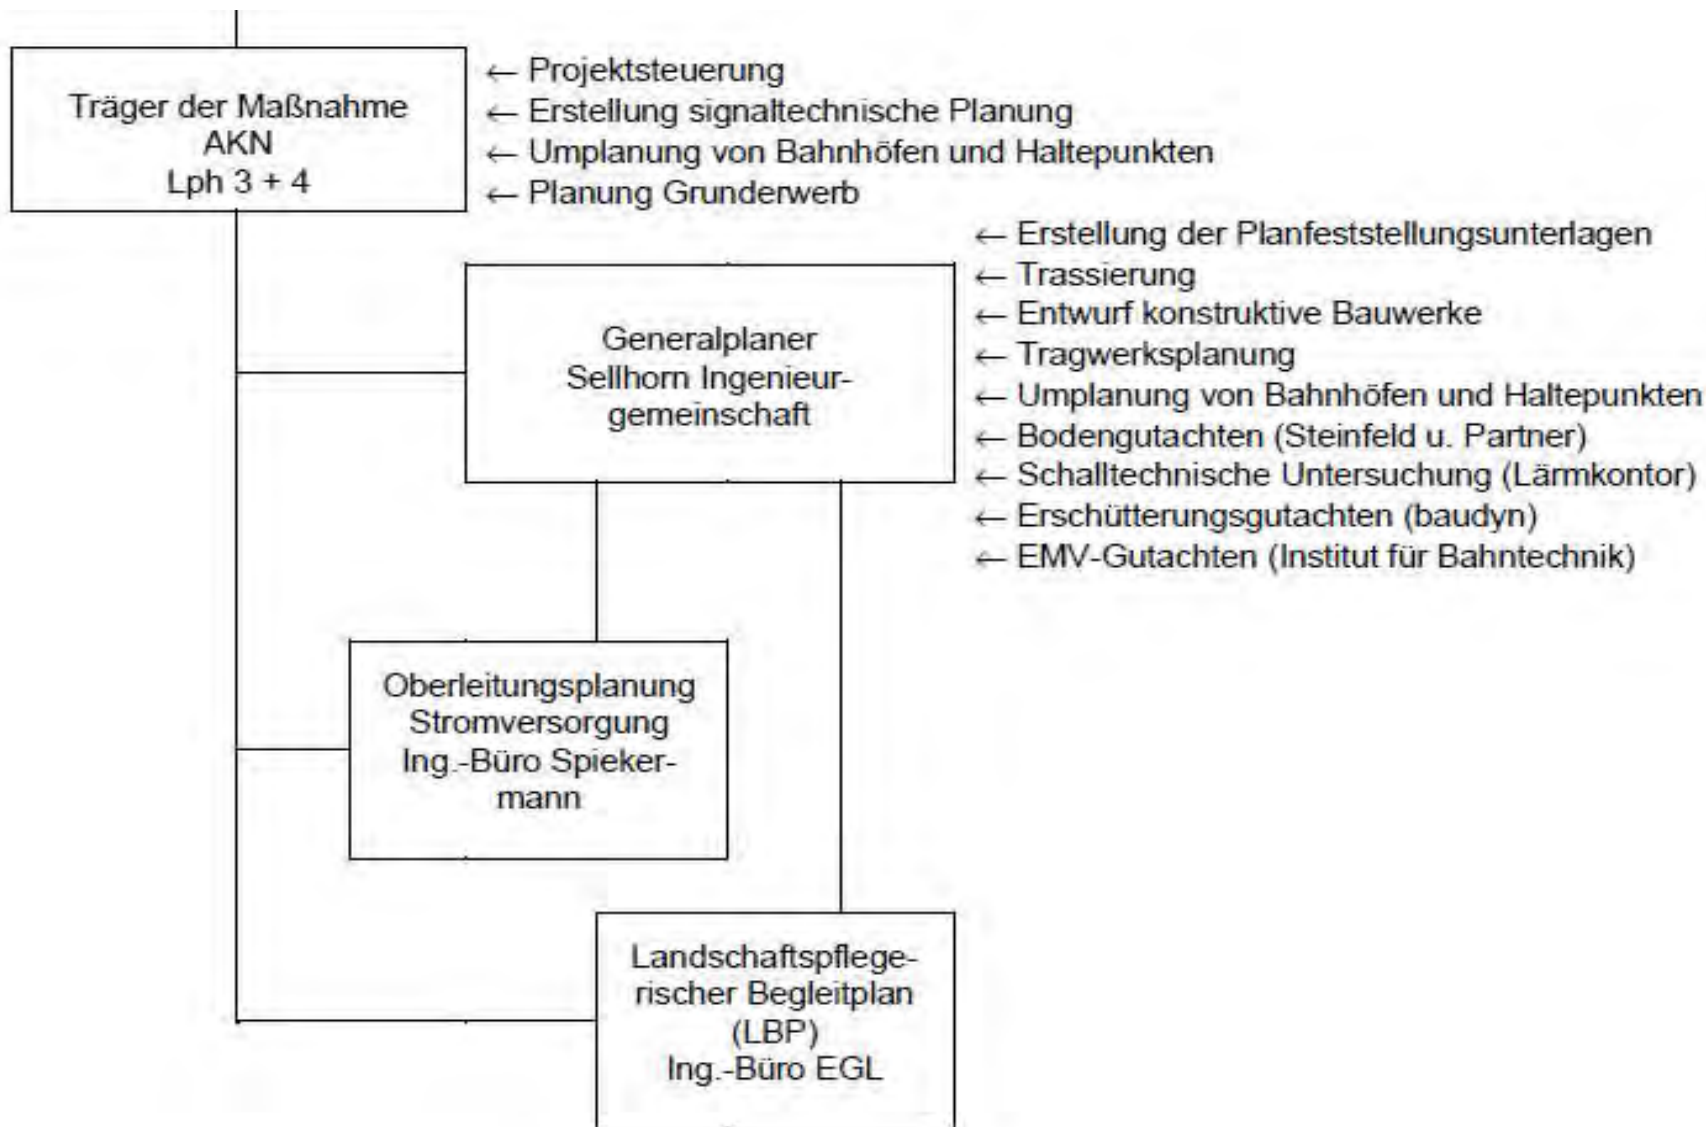 Träger der Maßnahme
AKN
Lph 3 + 4
← Projektsteuerung
← Erstellung signaltechnische Planung
← Umplanung von Bahnhöfen und Haltepunkten
← Planung Grunderwerb
Generalplaner
Sellhorn Ingenieur-
gemeinschaft
← Erstellung der Planfeststellungsunterlagen
← Trassierung
← Entwurf konstruktive Bauwerke
← Tragwerksplanung
← Umplanung von Bahnhöfen und Haltepunkten
← Bodengutachten (Steinfeld u. Partner)
← Schalltechnische Untersuchung (Lärmkontor)
← Erschütterungsgutachten (baudyn)
← EMV-Gutachten (Institut für Bahntechnik)
Oberleitungsplanung
Stromversorgung
Ing.-Büro Spieker-
mann
Landschaftspflege-
rischer Begleitplan
(LBP)
Ing.-Büro EGL